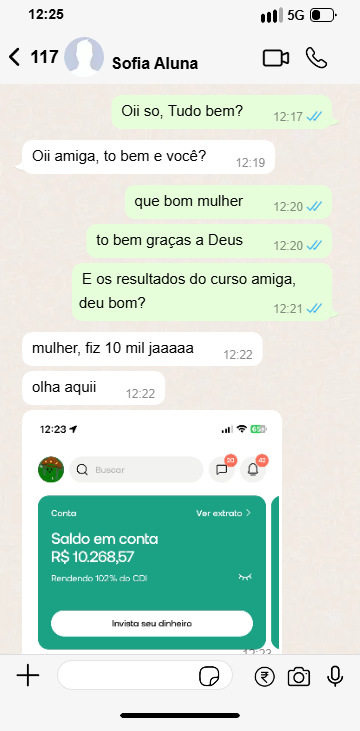 12:25
5G
117
Sofia Aluna
Oii so, Tudo bem?
12:17
Oii amiga, to bem e você?
12:19
que bom mulher
12:20
to bem graças a Deus
12:20
E os resultados do curso amiga,
deu bom?
12:21
mulher, fiz 10 mil jaaaaa
12:22
olha aquii
12:22
12:23
Buscar
Conta
Ver extrato
Saldo em conta
R$ 10.268,57
Rendendo 102% do CDI
Invista seu dinheiro
12:23